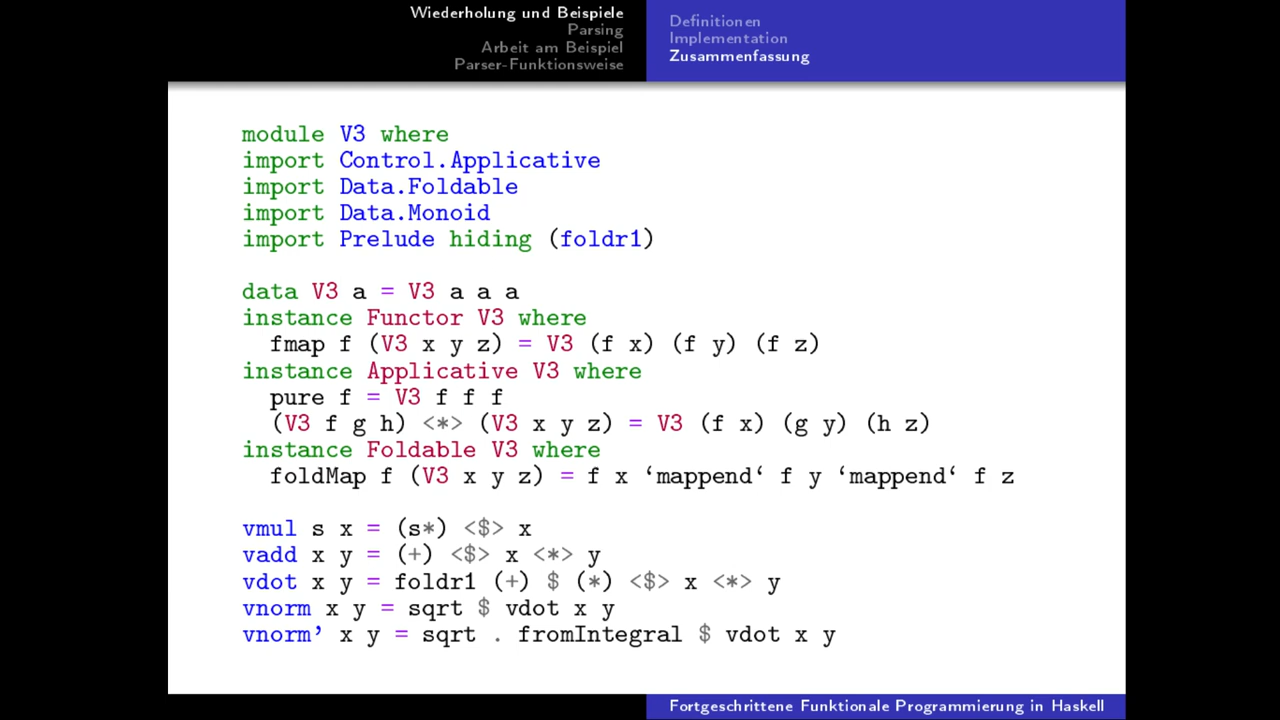 Wiederholung und Beispiele
Parsing
Arbeit am Beispiel
Parser-Funktionsweise
Definitionen
Implementation
Zusammenfassung
module V3 where
import Control.Applicative
import Data.Foldable
import Data.Monoid
import Prelude hiding (foldr1)
data V3 a = V3 a a a
instance Functor V3 where
  fmap f (V3 x y z) = V3 (f x) (f y) (f z)
instance Applicative V3 where
  pure f = V3 f f f
  (V3 f g h) <*> (V3 x y z) = V3 (f x) (g y) (h z)
instance Foldable V3 where
  foldMap f (V3 x y z) = f x ‘mappend‘ f y ‘mappend‘ f z
vmul s x = (s*) <$> x
vadd x y = (+) <$> x <*> y
vdot x y = foldr1 (+) $ (*) <$> x <*> y
vnorm x y = sqrt $ vdot x y
vnorm’ x y = sqrt . fromIntegral $ vdot x y
Fortgeschrittene Funktionale Programmierung in Haskell